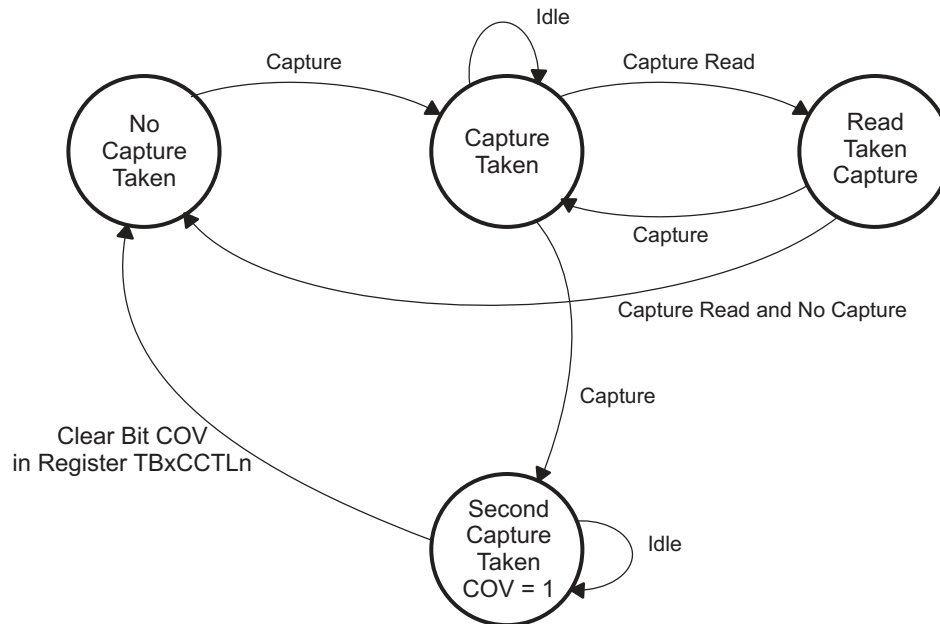 Idle
Capture
Capture Read
No
Capture
Taken
Capture
Taken
Read
Taken
Capture
Capture
Capture Read and No Capture
Capture
Clear Bit COV
in Register TBxCCTLn
Second
Capture
Taken
COV = 1
Idle